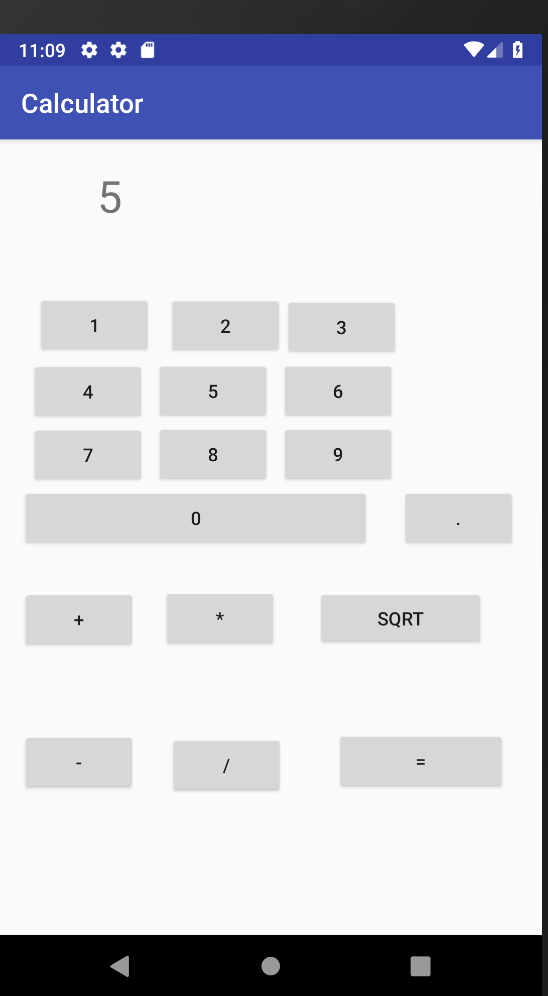 11:09
Calculator
5
1 2 3
4 5 6
7 8 9
0 .
+ * SQRT
- / =